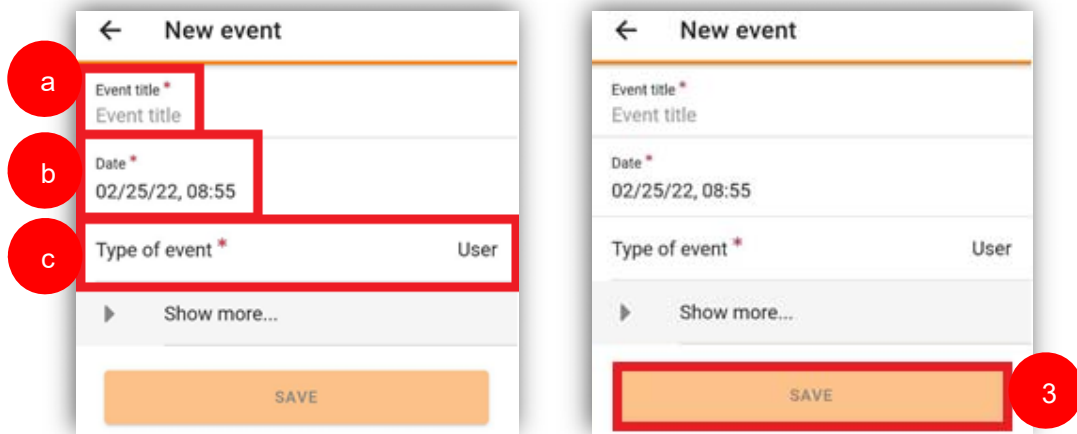 ← New event
a
Event title *
Event title
b
Date *
02/25/22, 08:55
c
Type of event * User
Show more...
SAVE
← New event
Event title *
Event title
Date *
02/25/22, 08:55
Type of event * User
Show more...
SAVE
3